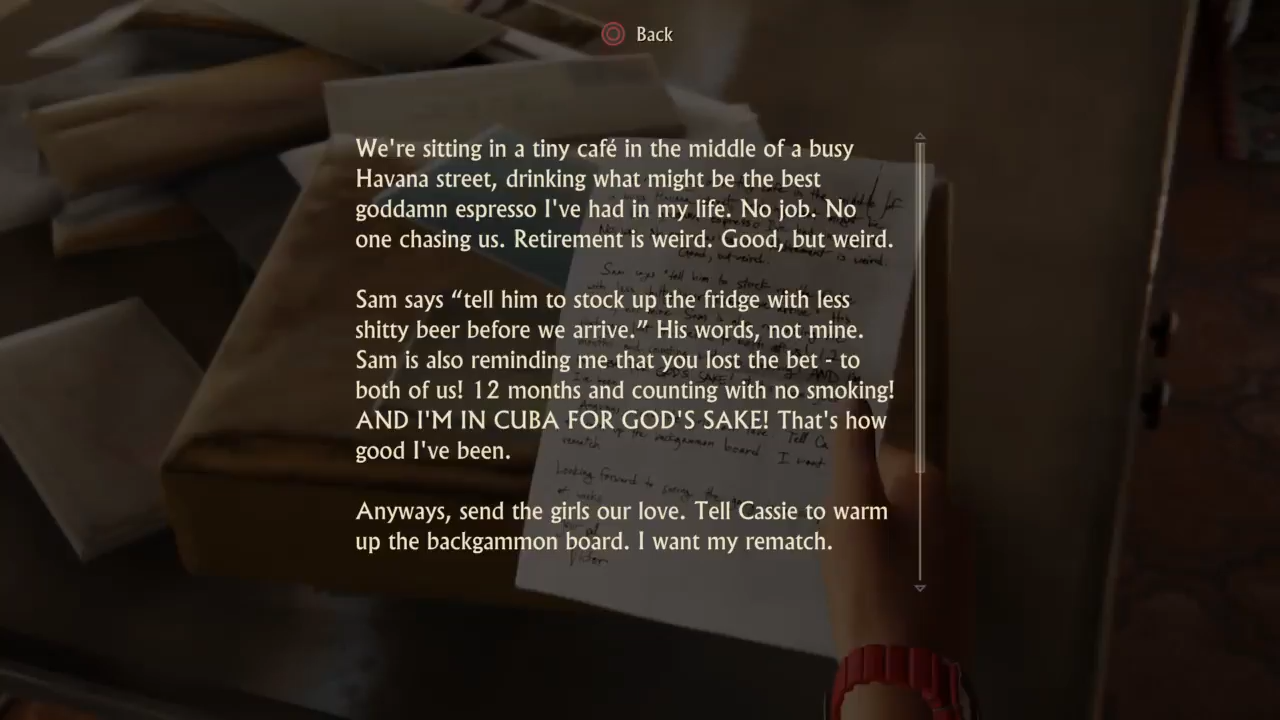 Back
We're sitting in a tiny café in the middle of a busy
Havana street, drinking what might be the best
goddamn espresso I've had in my life. No job. No
one chasing us. Retirement is weird. Good, but weird.
Sam says “tell him to stock up the fridge with less
shitty beer before we arrive.” His words, not mine.
Sam is also reminding me that you lost the bet - to
both of us! 12 months and counting with no smoking!
AND I'M IN CUBA FOR GOD'S SAKE! That's how
good I've been.
Anyways, send the girls our love. Tell Cassie to warm
up the backgammon board. I want my rematch.